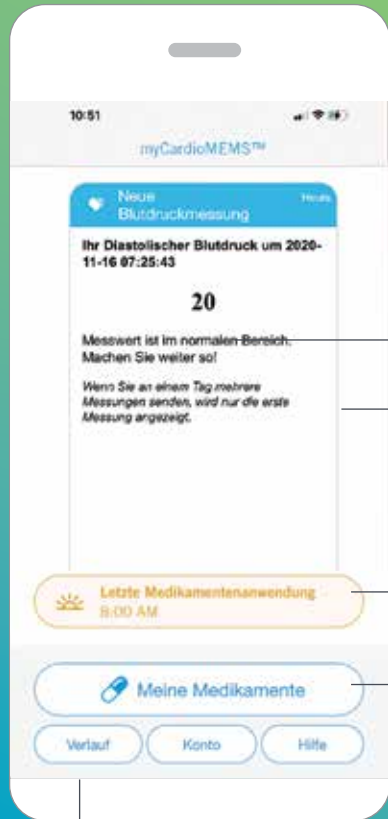 10:51
myCardioMEMS™
Neue Heute
Blutdruckmessung
Ihr Diastolischer Blutdruck um 2020-
11-16 07:25:43
20
Messwert ist im normalen Bereich.
Machen Sie weiter so!
Wenn Sie an einem Tag mehrere
Messungen senden, wird nur die erste
Messung angezeigt.
Letzte Medikamentenanwendung
8:00 AM
Meine Medikamente
Verlauf
Konto
Hilfe